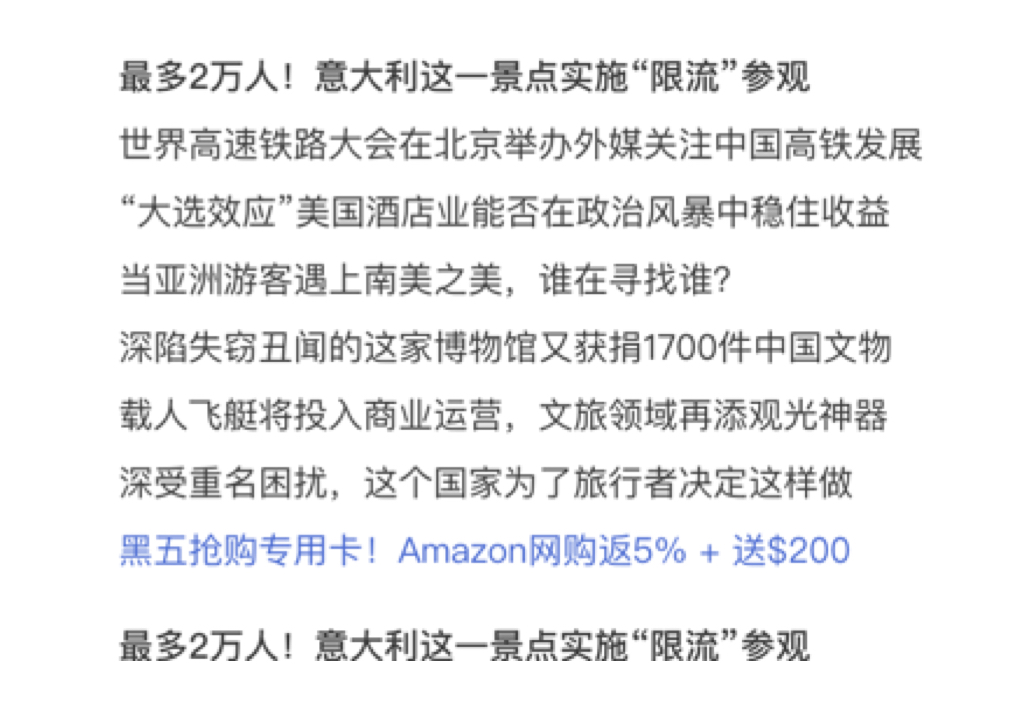 最多2万人！意大利这一景点实施“限流”参观
世界高速铁路大会在北京举办外媒关注中国高铁发展
“大选效应”美国酒店业能否在政治风暴中稳住收益
当亚洲游客遇上南美之美，谁在寻找谁？
深陷失窃丑闻的这家博物馆又获捐1700件中国文物
载人飞艇将投入商业运营，文旅领域再添观光神器
深受重名困扰，这个国家为了旅行者决定这样做
黑五抢购专用卡！Amazon网购返5% + 送$200
最多2万人！意大利这一景点实施“限流”参观